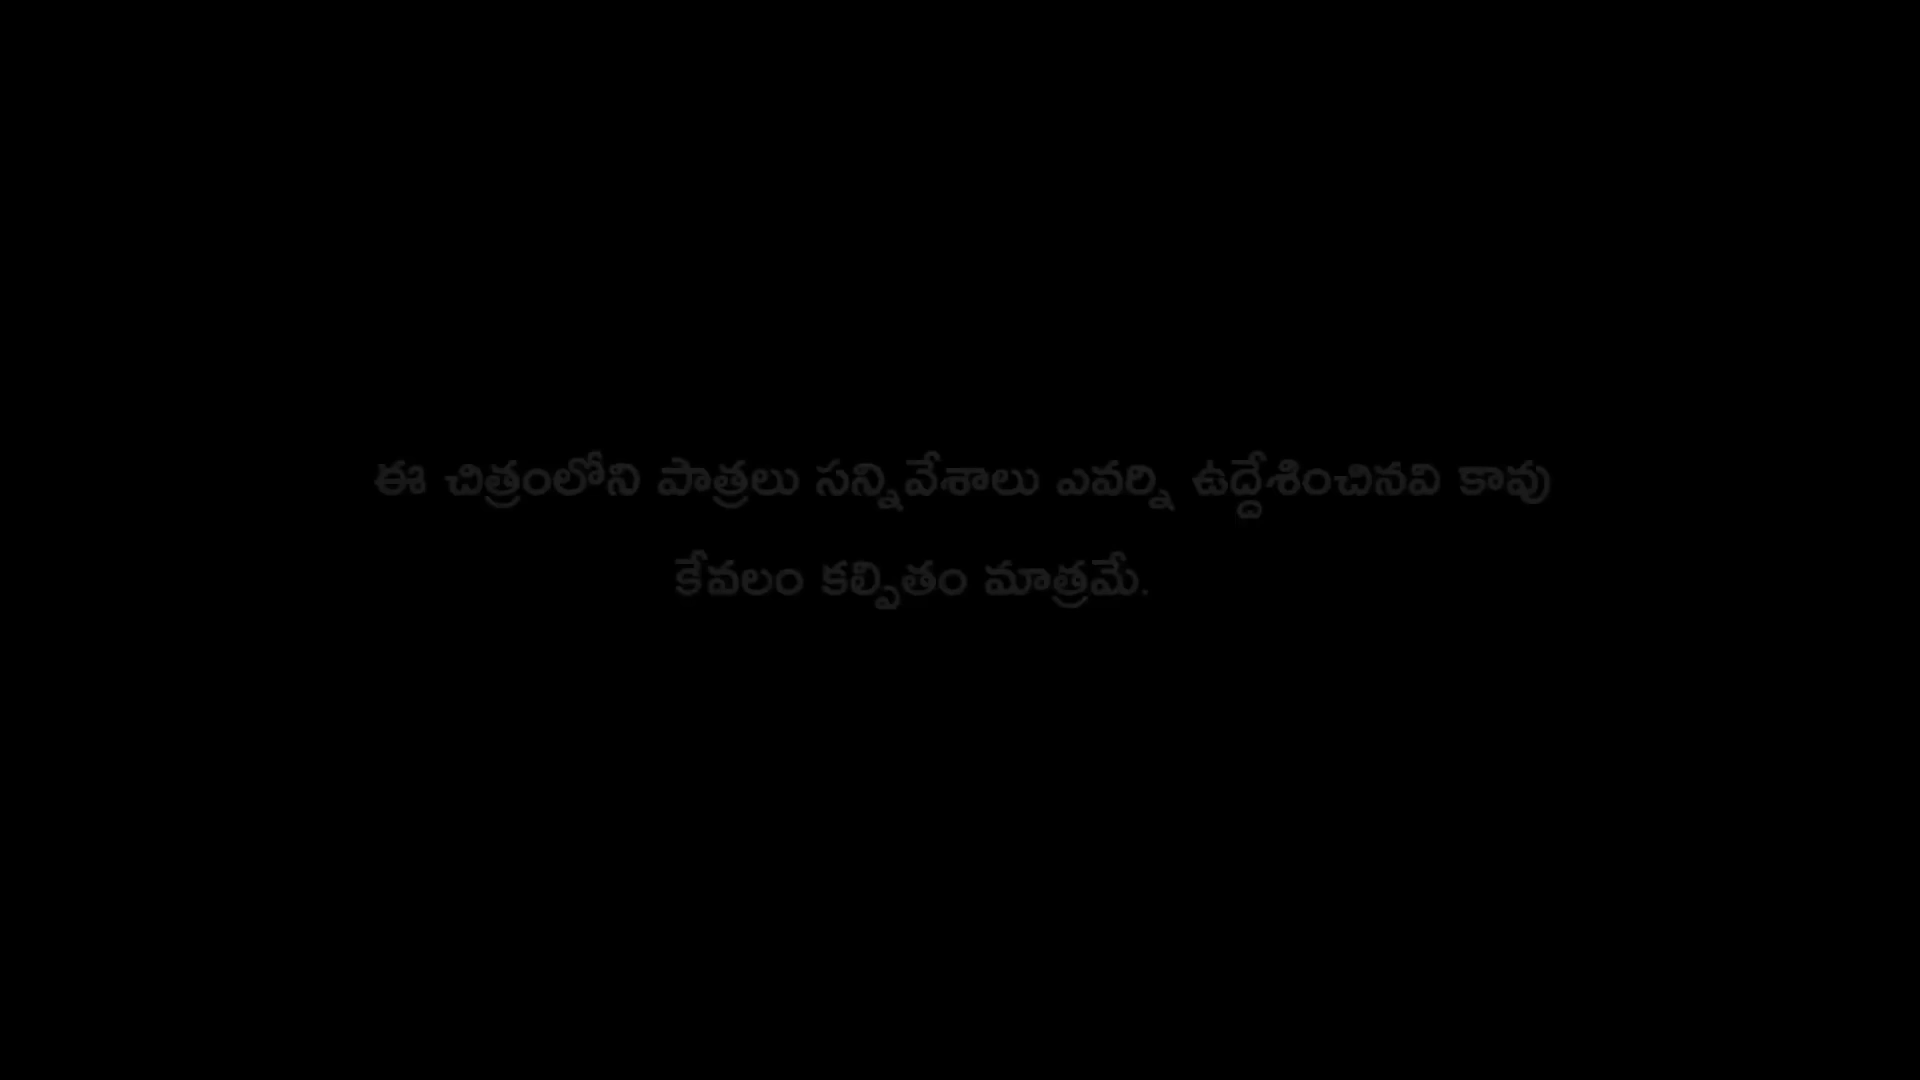 ఈ చిత్రంలోని పాత్రలు సన్నివేశాలు ఎవర్ని ఉద్దేశించినవి కావు
కేవలం కల్పితం మాత్రమే.